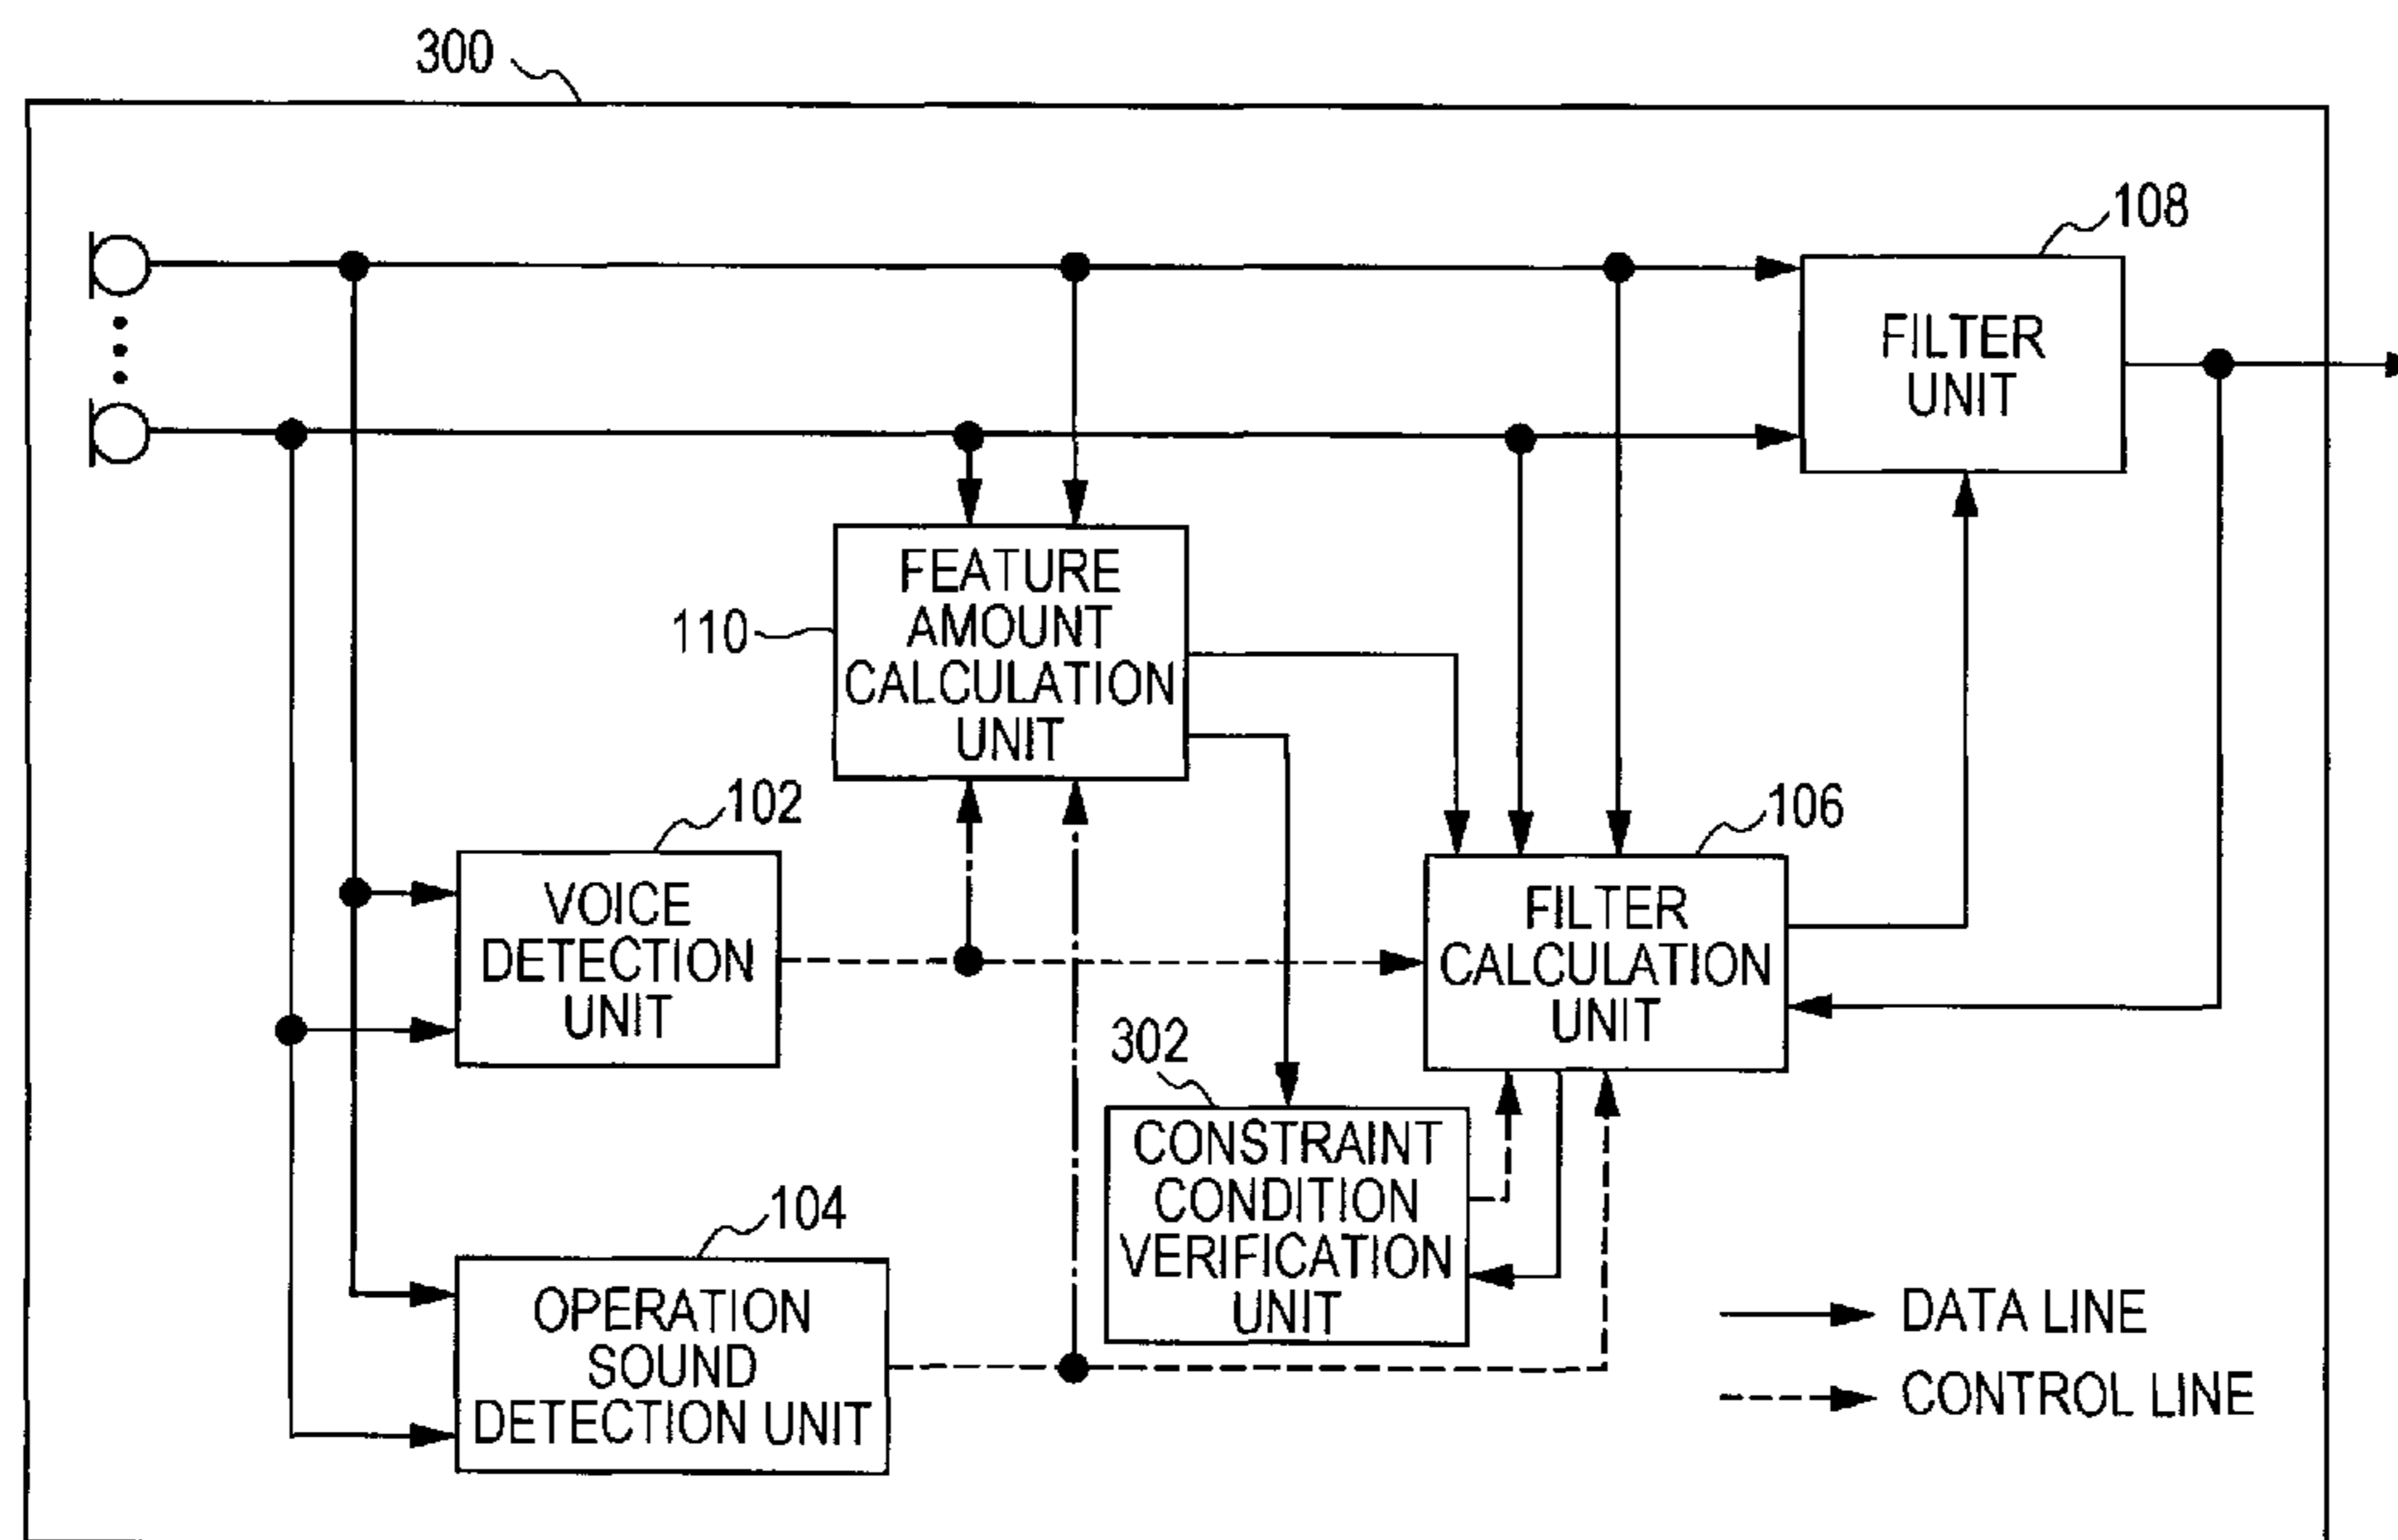 300
108
FILTER
UNIT
110
FEATURE
AMOUNT
CALCULATION
UNIT
102
VOICE
DETECTION
UNIT
106
FILTER
CALCULATION
UNIT
302
CONSTRAINT
CONDITION
VERIFICATION
UNIT
104
OPERATION
SOUND
DETECTION UNIT
DATA LINE
CONTROL LINE